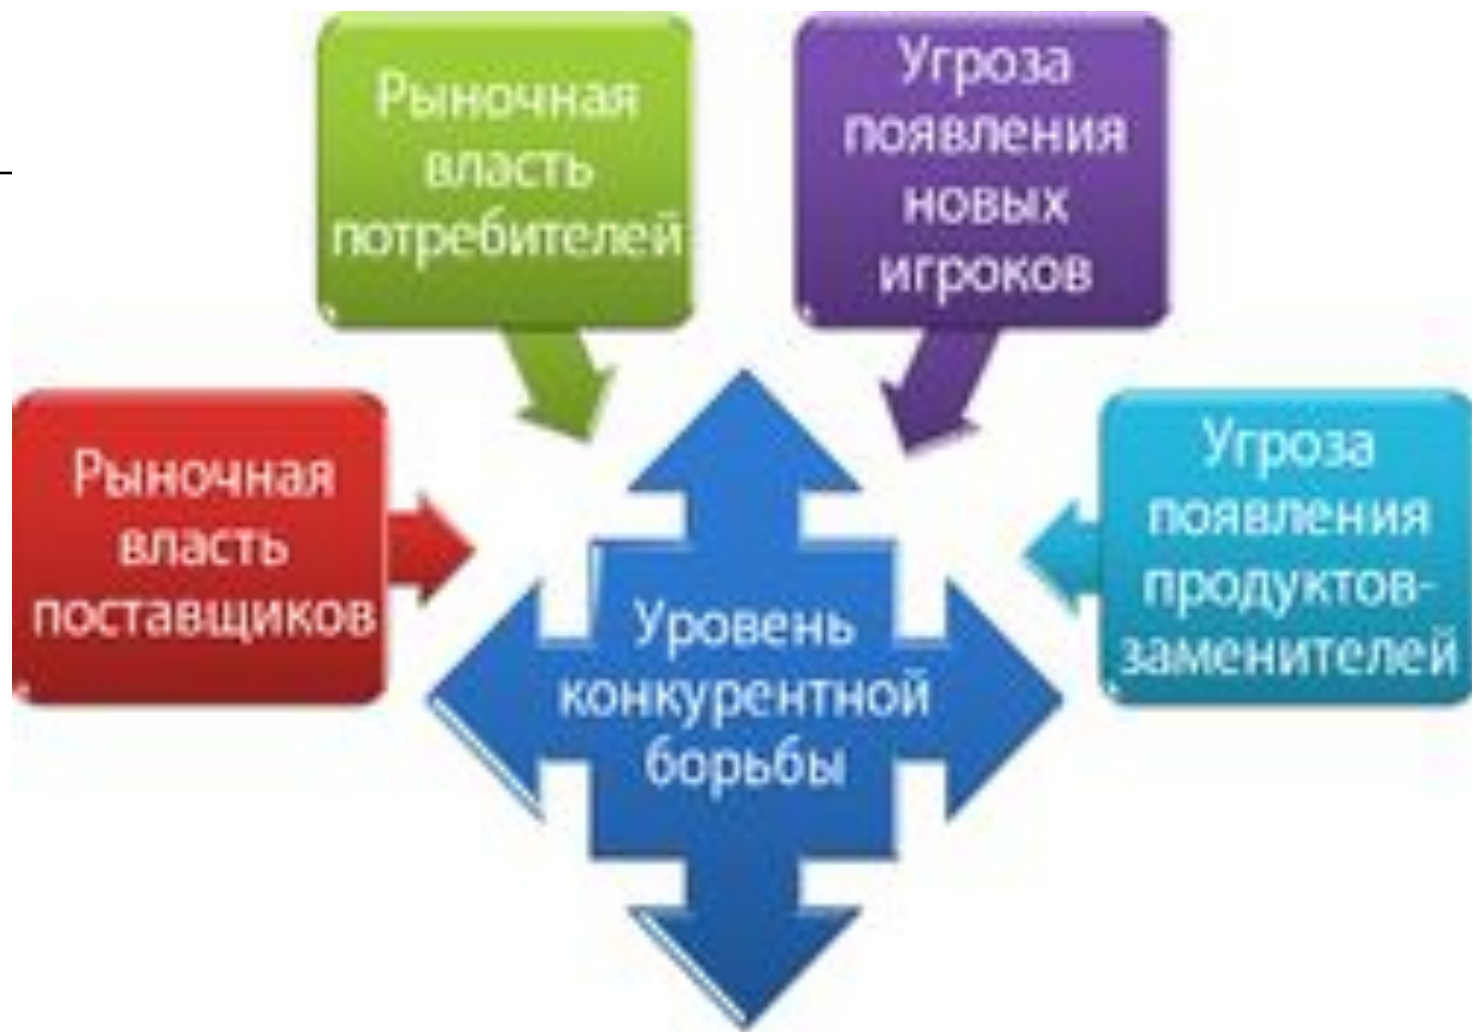 Рыночная
власть
потребителей
Угроза
появления
новых
игроков
Рыночная
власть
поставщиков
Угроза
появления
продуктов-
заменителей
Уровень
конкурентной
борьбы